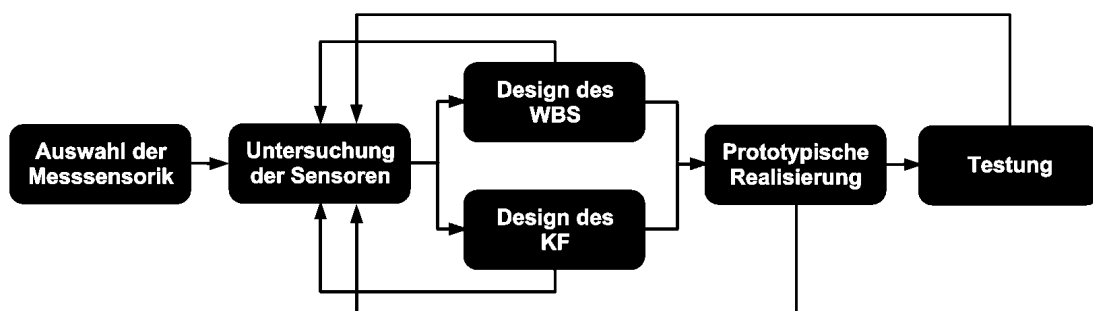 Auswahl der
Messsensorik
Untersuchung
der Sensoren
Design des
WBS
Design des
KF
Prototypische
Realisierung
Testung